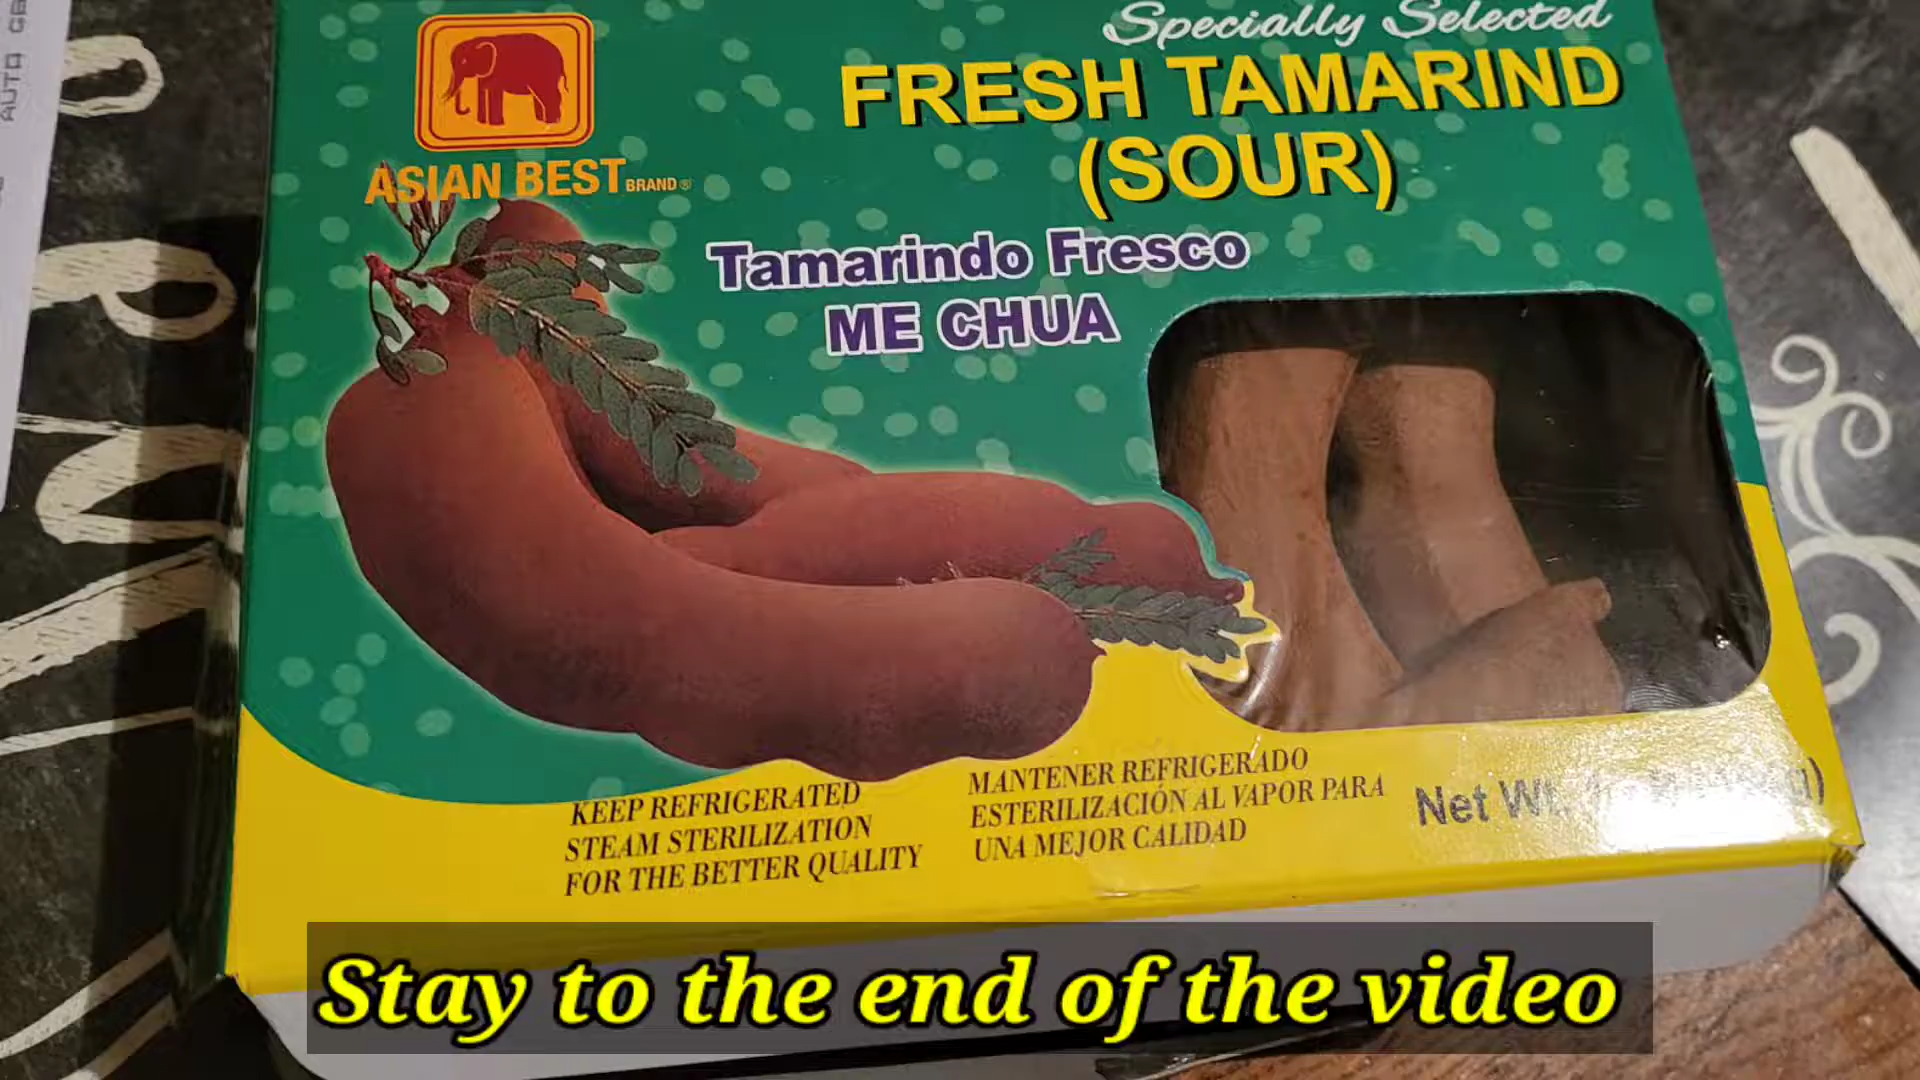 Specially Selected
FRESH TAMARIND
(SOUR)
ASIAN BEST BRAND®
Tamarindo Fresco
ME CHUA
KEEP REFRIGERATED
STEAM STERILIZATION
FOR THE BETTER QUALITY
MANTENER REFRIGERADO
ESTERILIZACIÓN AL VAPOR PARA
UNA MEJOR CALIDAD
Net Wt.
AUTO
Stay to the end of the video